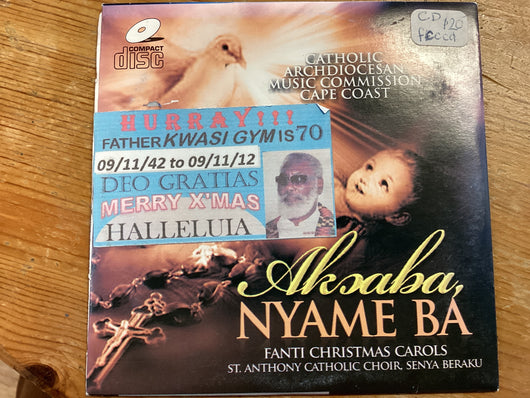 COMPACT
disc
CD
¢20
CATHOLIC
ARCHDIOCESAN
MUSIC COMMISSION
CAPE COAST
HURRAY!!!
FATHER KWASI GYM IS 70
09/11/42 to 09/11/12
DEO GRATIAS
MERRY X'MAS
HALLELUIA
Akɔaba,
NYAME BA
FANTI CHRISTMAS CAROLS
ST. ANTHONY CATHOLIC CHOIR, SENYA BERAKU